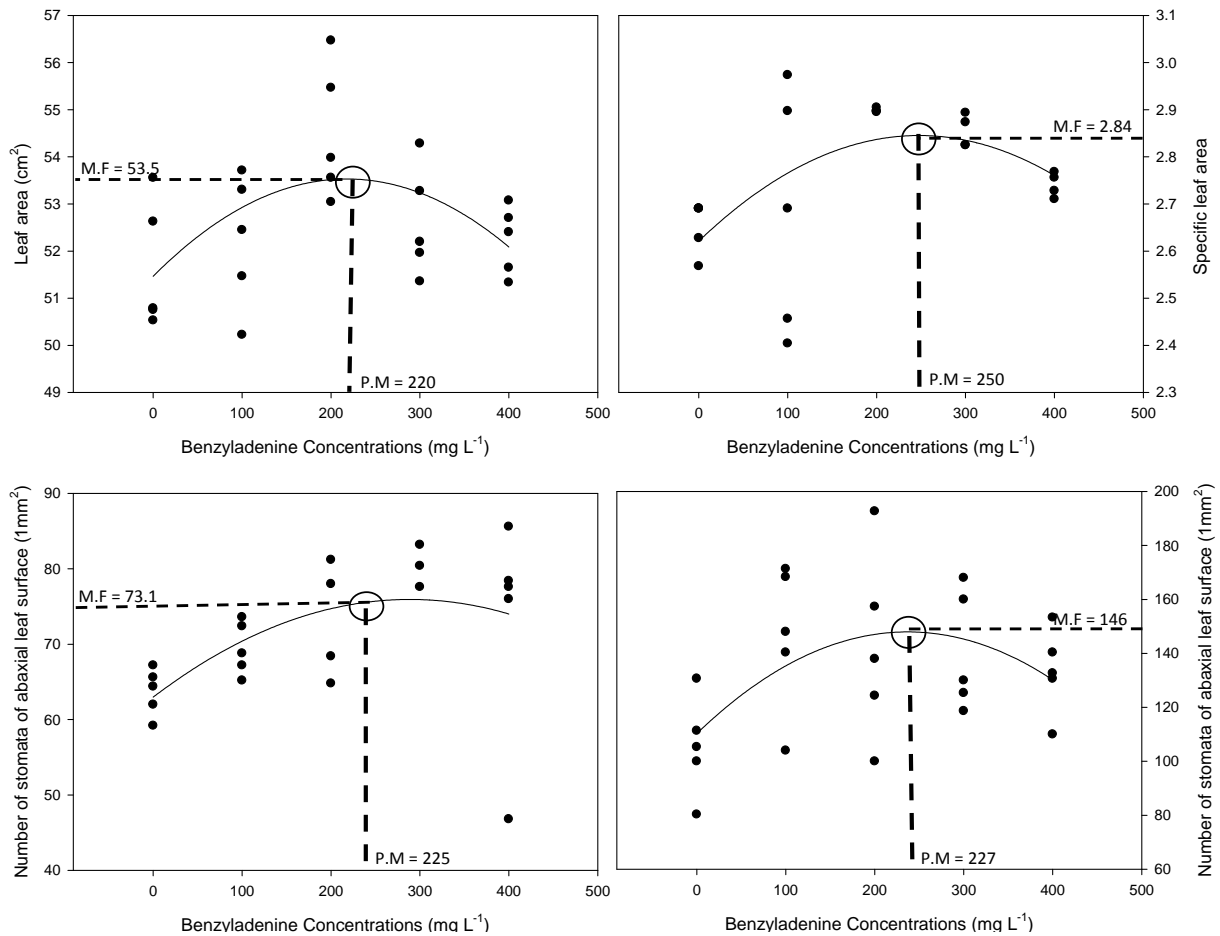 57
56
55
54
53
52
51
50
49
Leaf area (cm²)
M.F = 53.5
P.M = 220
0 100 200 300 400 500
Benzyladenine Concentrations (mg L⁻¹)
3.1
3.0
2.9
2.8
2.7
2.6
2.5
2.4
2.3
Specific leaf area
M.F = 2.84
P.M = 250
0 100 200 300 400 500
Benzyladenine Concentrations (mg L⁻¹)
90
80
70
60
50
40
Number of stomata of abaxial leaf surface (1mm²)
M.F = 73.1
P.M = 225
0 100 200 300 400 500
Benzyladenine Concentrations (mg L⁻¹)
200
180
160
140
120
100
80
60
Number of stomata of abaxial leaf surface (1mm²)
M.F = 146
P.M = 227
0 100 200 300 400 500
Benzyladenine Concentrations (mg L⁻¹)